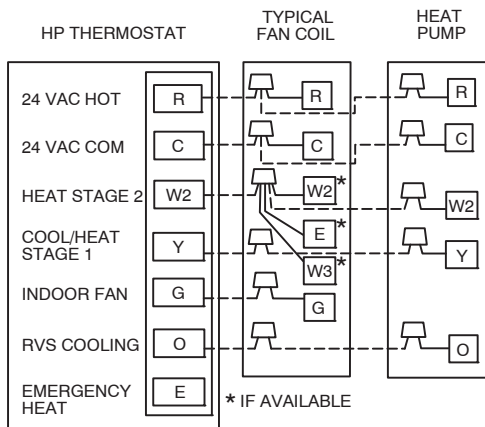 HP THERMOSTAT
TYPICAL
FAN COIL
HEAT
PUMP
24 VAC HOT R R R
24 VAC COM C C C
HEAT STAGE 2 W2 W2* W2
E*
COOL/HEAT
STAGE 1 Y Y
W3*
INDOOR FAN G G
RVS COOLING O O
EMERGENCY
HEAT E
* IF AVAILABLE